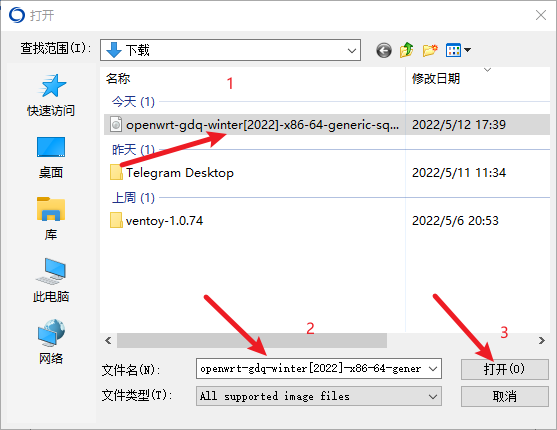 打开
查找范围(I):
下载
名称
修改日期
1
今天 (1)
openwrt-gdq-winter[2022]-x86-64-generic-sq...
2022/5/12 17:39
昨天 (1)
Telegram Desktop
2022/5/11 11:34
上周 (1)
ventoy-1.0.74
2022/5/6 20:53
快速访问
桌面
库
此电脑
网络
2
3
文件名(N):
openwrt-gdq-winter[2022]-x86-64-gener
打开(O)
文件类型(T):
All supported image files
取消